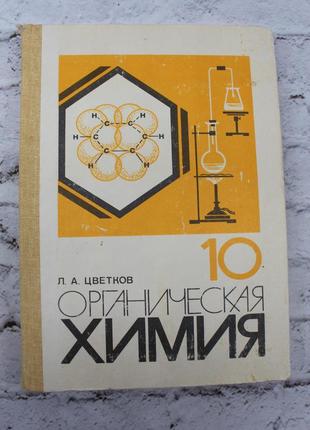 H
H C C H
H C C H
C C
H H
10
Л. А. ЦВЕТКОВ
ОРГАНИЧЕСКАЯ
ХИМИЯ